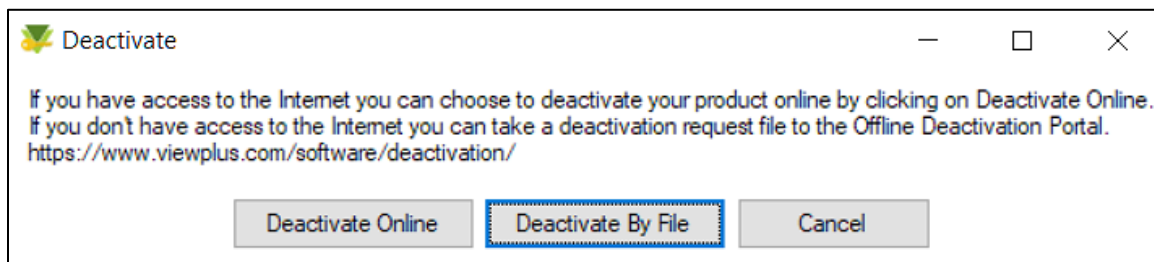 Deactivate
If you have access to the Internet you can choose to deactivate your product online by clicking on Deactivate Online.
If you don't have access to the Internet you can take a deactivation request file to the Offline Deactivation Portal.
https://www.viewplus.com/software/deactivation/
Deactivate Online Deactivate By File Cancel